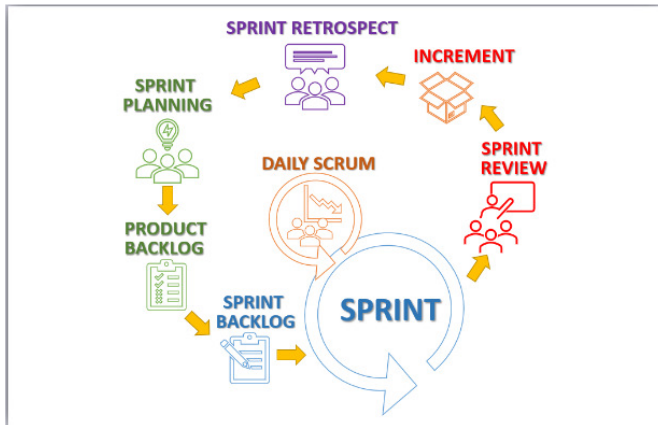 SPRINT RETROSPECT
INCREMENT
SPRINT
PLANNING
SPRINT
REVIEW
DAILY SCRUM
PRODUCT
BACKLOG
SPRINT
BACKLOG
SPRINT